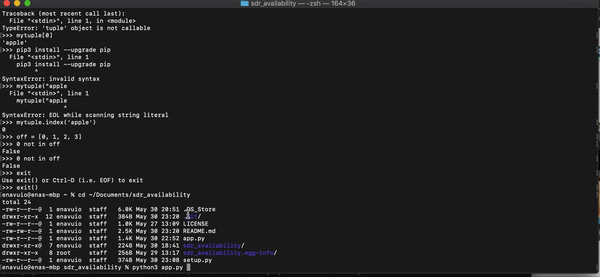 sdr_availability — -zsh — 164×36
Traceback (most recent call last):
File "<stdin>", line 1, in <module>
TypeError: 'tuple' object is not callable
>>> mytuple[0]
'apple'
>>> pip3 install --upgrade pip
File "<stdin>", line 1
pip3 install --upgrade pip
^
SyntaxError: invalid syntax
>>> mytuple("apple
File "<stdin>", line 1
mytuple("apple
^
SyntaxError: EOL while scanning string literal
>>> mytuple.index('apple')
0
>>> off = [0, 1, 2, 3]
>>> 0 not in off
False
>>> 0 not in off
False
>>> exit
Use exit() or Ctrl-D (i.e. EOF) to exit
>>> exit()
enavuio@enas-mbp ~ % cd ~/Documents/sdr_availability
total 24
-rw-r--r--@ 1 enavuio staff 6.0K May 30 20:51 .DS_Store
drwxr-xr-x 12 enavuio staff 384B May 30 23:20
-rw-r--r--@ 1 enavuio staff 1.0K May 27 13:09 LICENSE
-rw-r--r--@ 1 enavuio staff 2.5K May 30 23:20 README.md
-rw-r--r--@ 1 enavuio staff 1.4K May 30 22:52 app.py
drwxr-xr-x@ 7 enavuio staff 224B May 30 18:41 sdr_availability/
drwxr-xr-x 8 root staff 256B May 29 13:17 sdr_availability.egg-info/
-rw-r--r--@ 1 enavuio staff 374B May 30 23:08 setup.py
enavuio@enas-mbp sdr_availability % python3 app.py